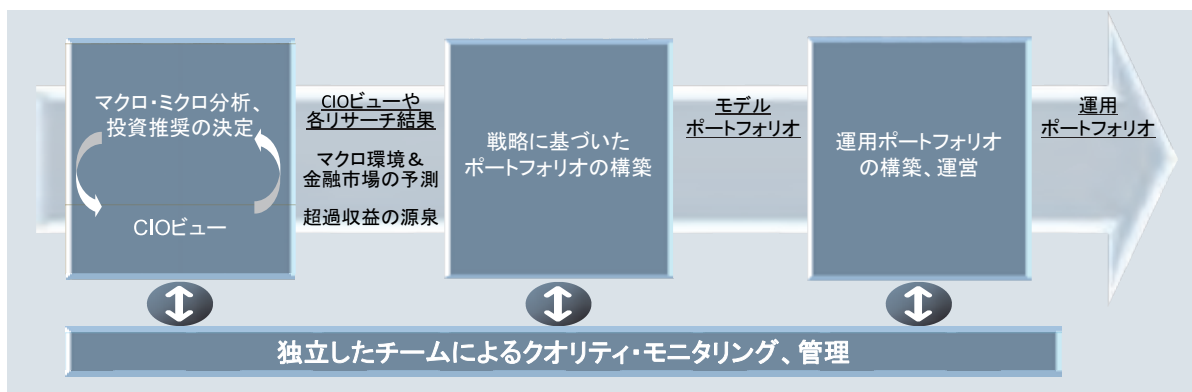 マクロ・ミクロ分析、
投資推奨の決定
CIOビュー
CIOビューや
各リサーチ結果
マクロ環境&
金融市場の予測
超過収益の源泉
戦略に基づいた
ポートフォリオの構築
モデル
ポートフォリオ
運用ポートフォリオ
の構築、運営
運用
ポートフォリオ
独立したチームによるクオリティ・モニタリング、管理